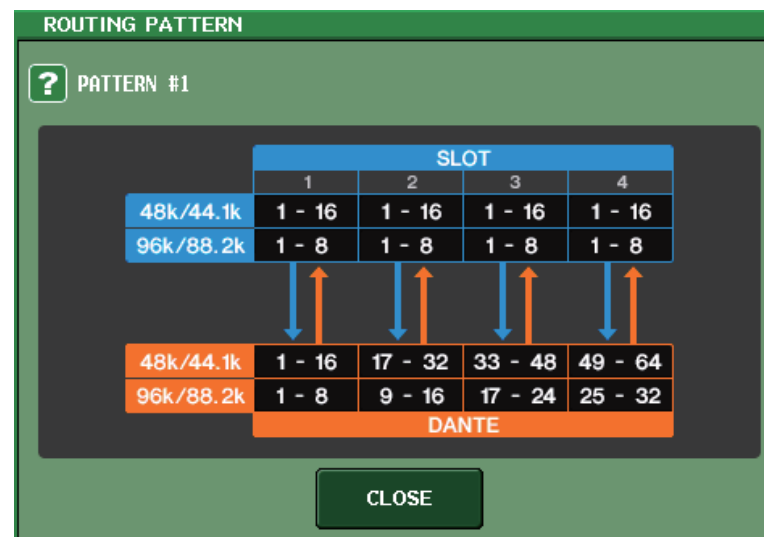 ROUTING PATTERN
? PATTERN #1
SLOT
1 2 3 4
48k/44.1k 1 - 16 1 - 16 1 - 16 1 - 16
96k/88.2k 1 - 8 1 - 8 1 - 8 1 - 8
48k/44.1k 1 - 16 17 - 32 33 - 48 49 - 64
96k/88.2k 1 - 8 9 - 16 17 - 24 25 - 32
DANTE
CLOSE